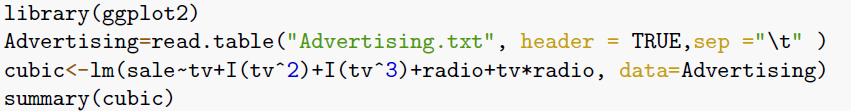 library(ggplot2)
Advertising=read.table("Advertising.txt", header = TRUE,sep ="\t" )
cubic<-lm(sale~tv+I(tv^2)+I(tv^3)+radio+tv*radio, data=Advertising)
summary(cubic)